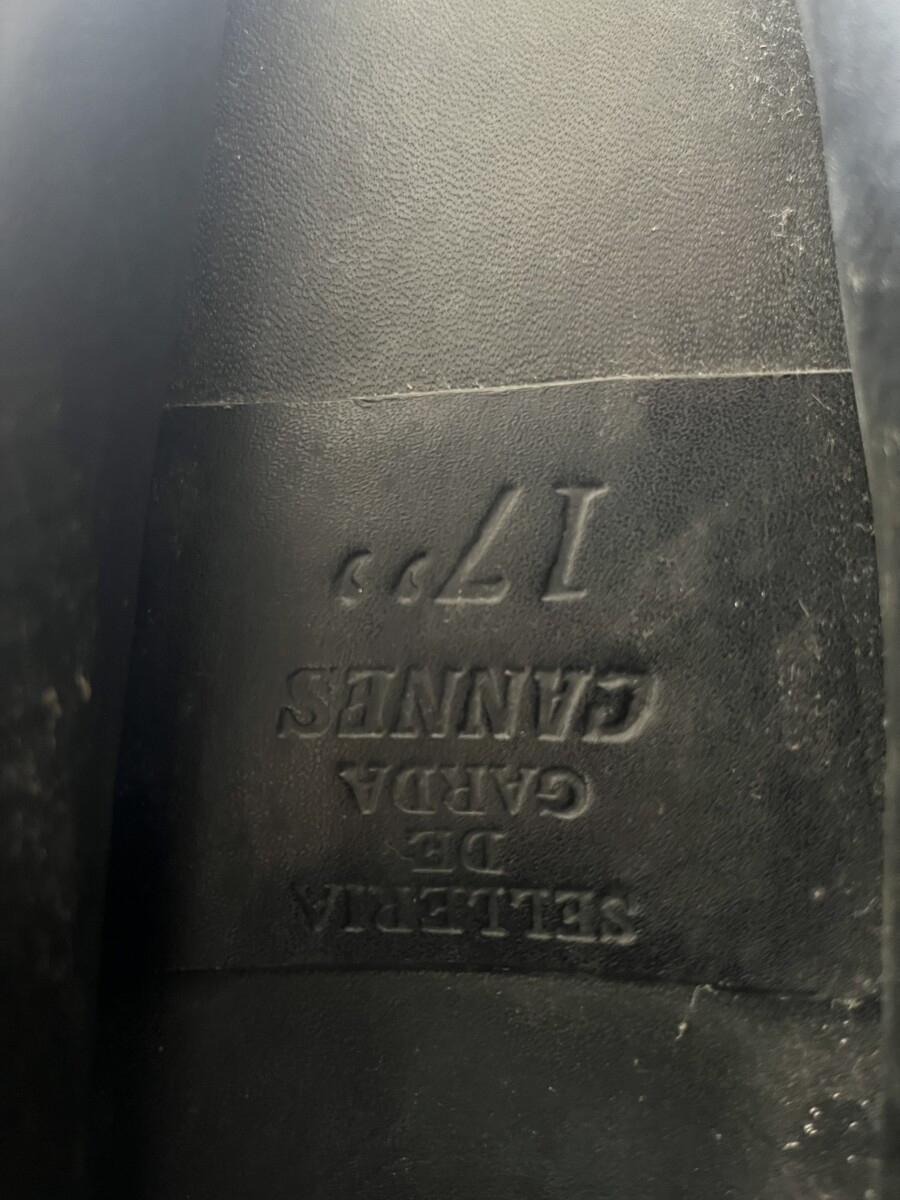 SELLERIA
DE
GARDA
CANNES
17,,,